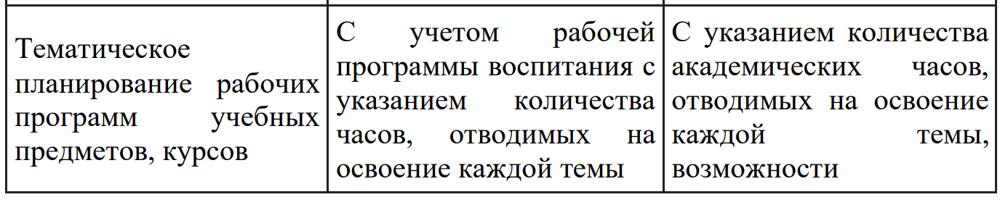 Тематическое
планирование рабочих
программ учебных
предметов, курсов
С учетом рабочей
программы воспитания с
указанием количества
часов, отводимых на
освоение каждой темы
С указанием количества
академических часов,
отводимых на освоение
каждой темы,
возможности